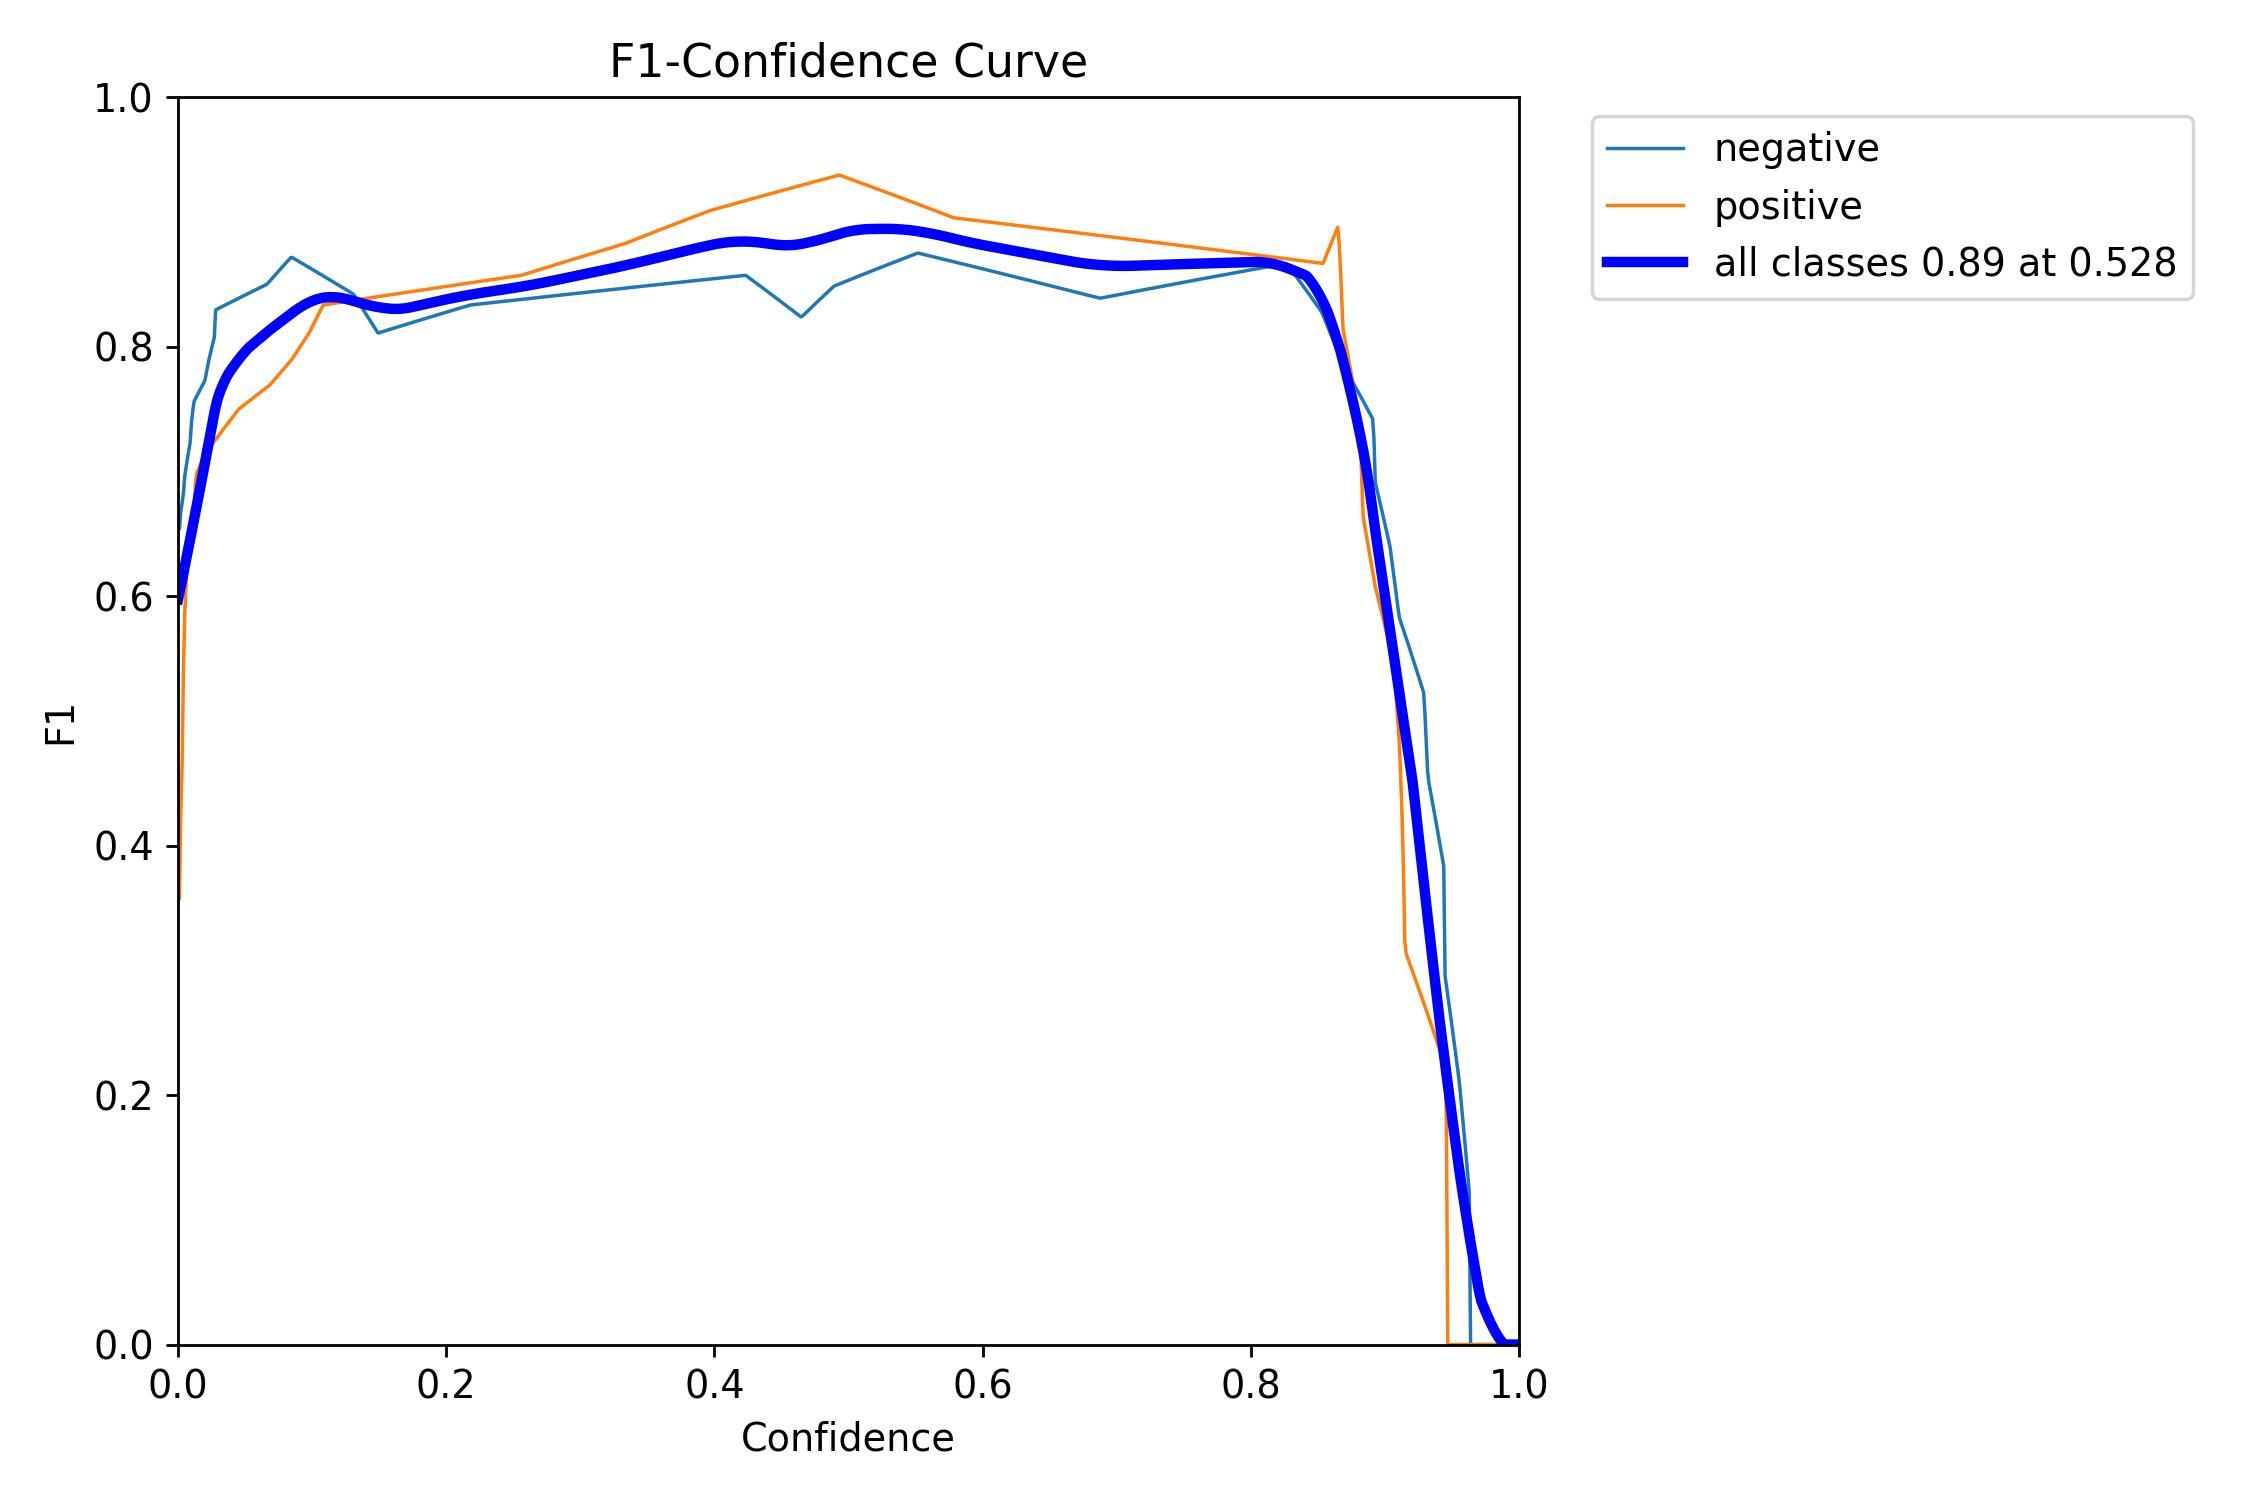 F1-Confidence Curve
1.0
0.8
0.6
0.4
0.2
0.0
F1
0.0 0.2 0.4 0.6 0.8 1.0
Confidence
negative
positive
all classes 0.89 at 0.528